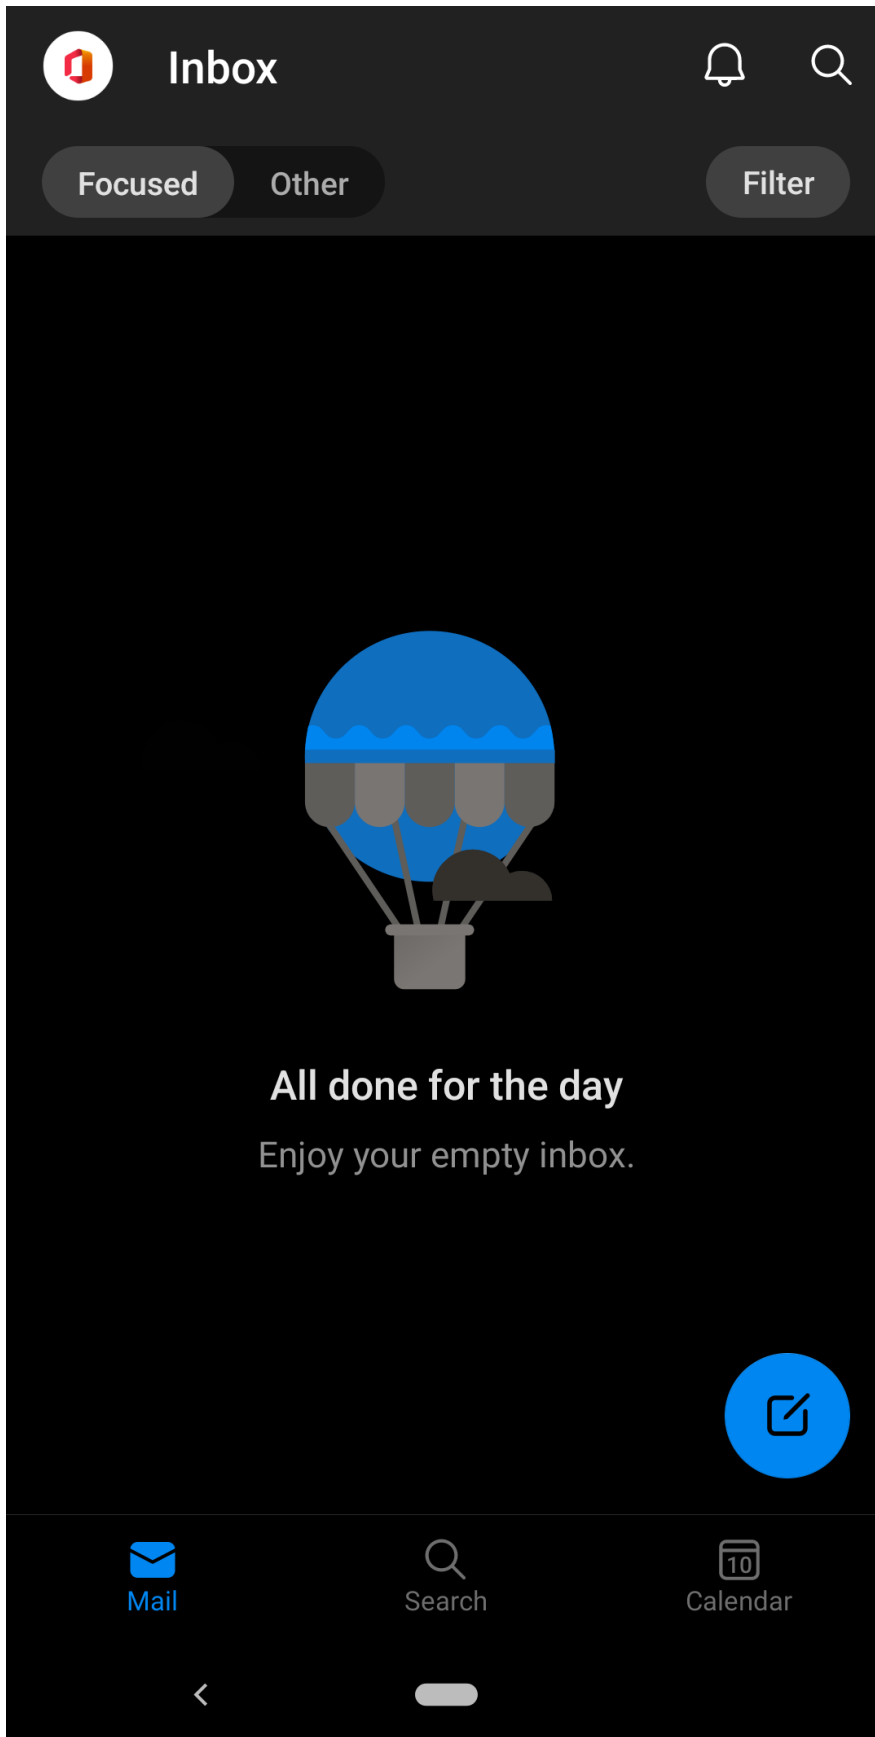 Inbox
Focused Other Filter
All done for the day
Enjoy your empty inbox.
10
Mail Search Calendar